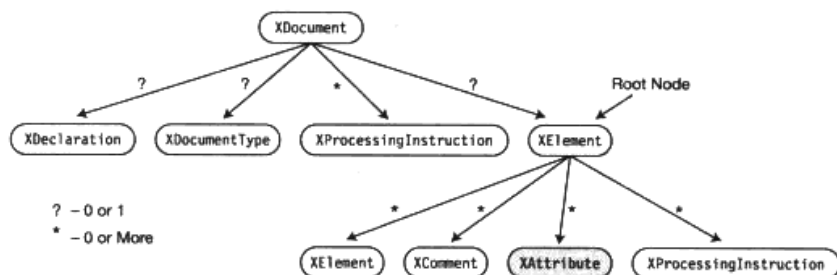 XDocument
? ? * ?
Root Node
XDeclaration XDocumentType XProcessingInstruction XElement
? – 0 or 1
* – 0 or More
* * * *
XElement XComment XAttribute XProcessingInstruction